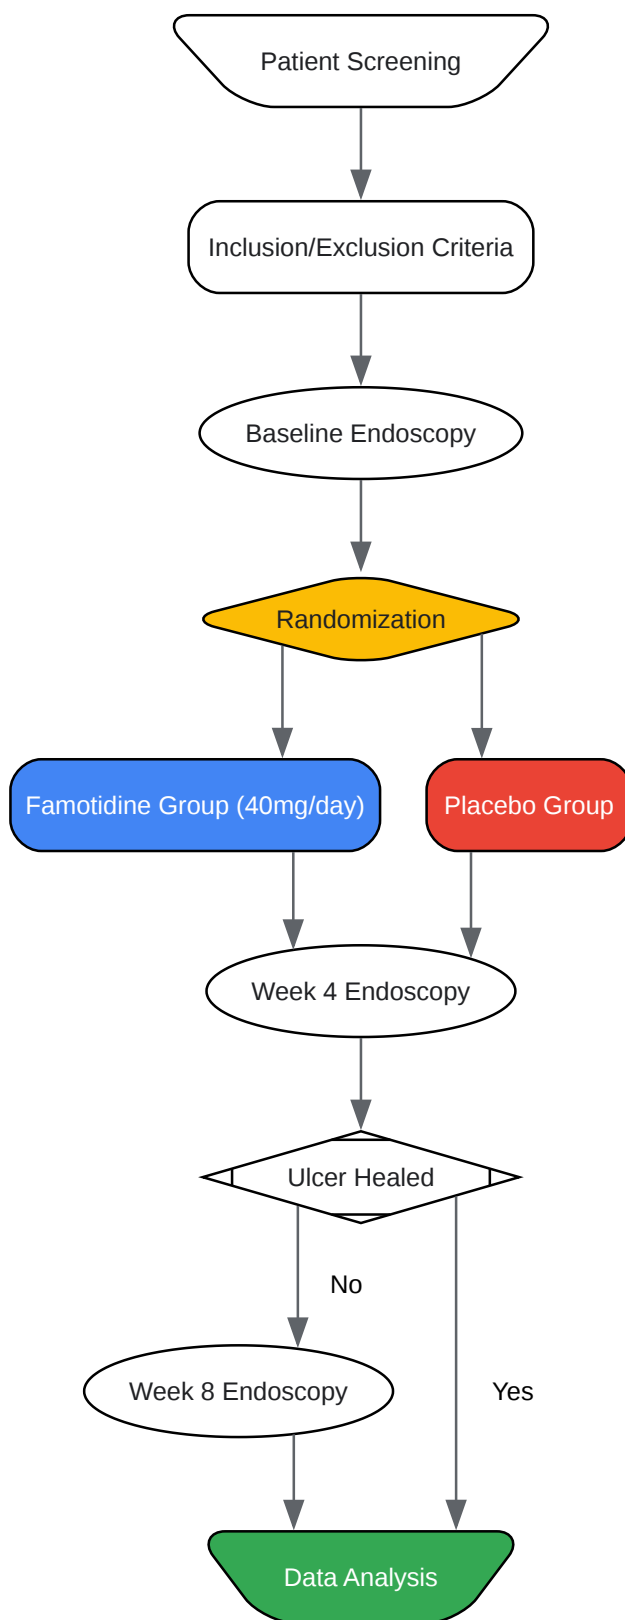 Patient Screening
Inclusion/Exclusion Criteria
Baseline Endoscopy
Randomization
Famotidine Group (40mg/day)
Placebo Group
Week 4 Endoscopy
Ulcer Healed
No
Week 8 Endoscopy
Yes
Data Analysis